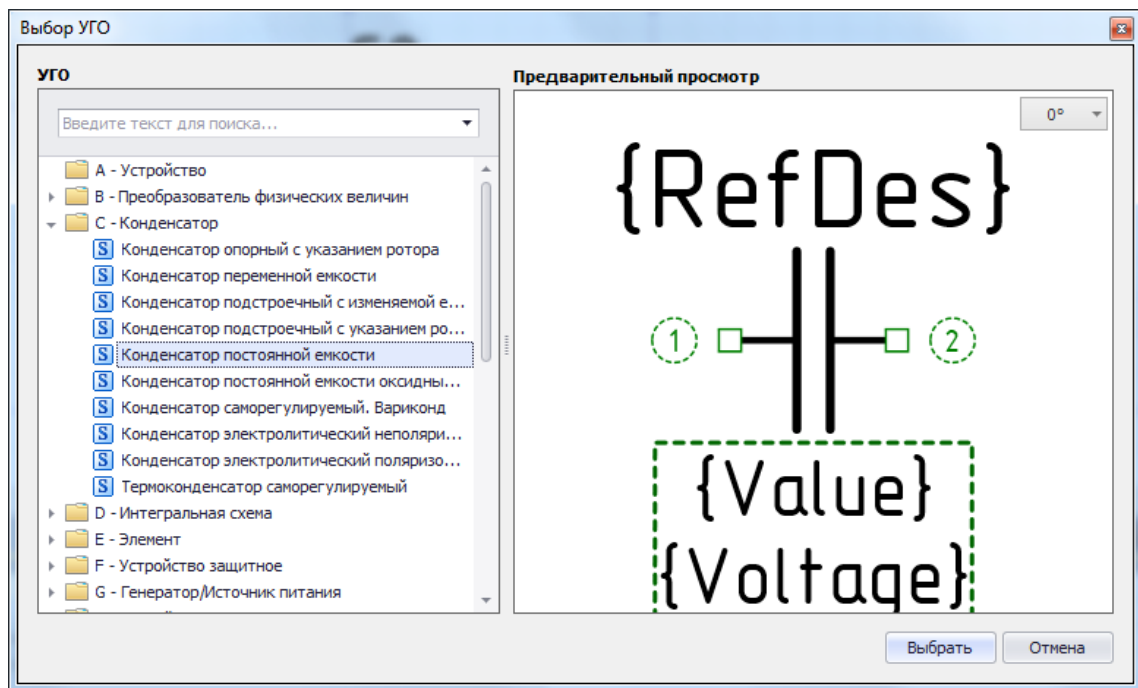 Выбор УГО
УГО
Введите текст для поиска...
A - Устройство
B - Преобразователь физических величин
C - Конденсатор
S Конденсатор опорный с указанием ротора
S Конденсатор переменной емкости
S Конденсатор подстроечный с изменяемой е...
S Конденсатор подстроечный с указанием ро...
S Конденсатор постоянной емкости
S Конденсатор постоянной емкости оксидны...
S Конденсатор саморегулируемый. Вариконд
S Конденсатор электролитический неполяри...
S Конденсатор электролитический поляризо...
S Термоконденсатор саморегулируемый
D - Интегральная схема
E - Элемент
F - Устройство защитное
G - Генератор/Источник питания
Предварительный просмотр
0°
{RefDes}
1
2
{Value}
{Voltage}
Выбрать
Отмена